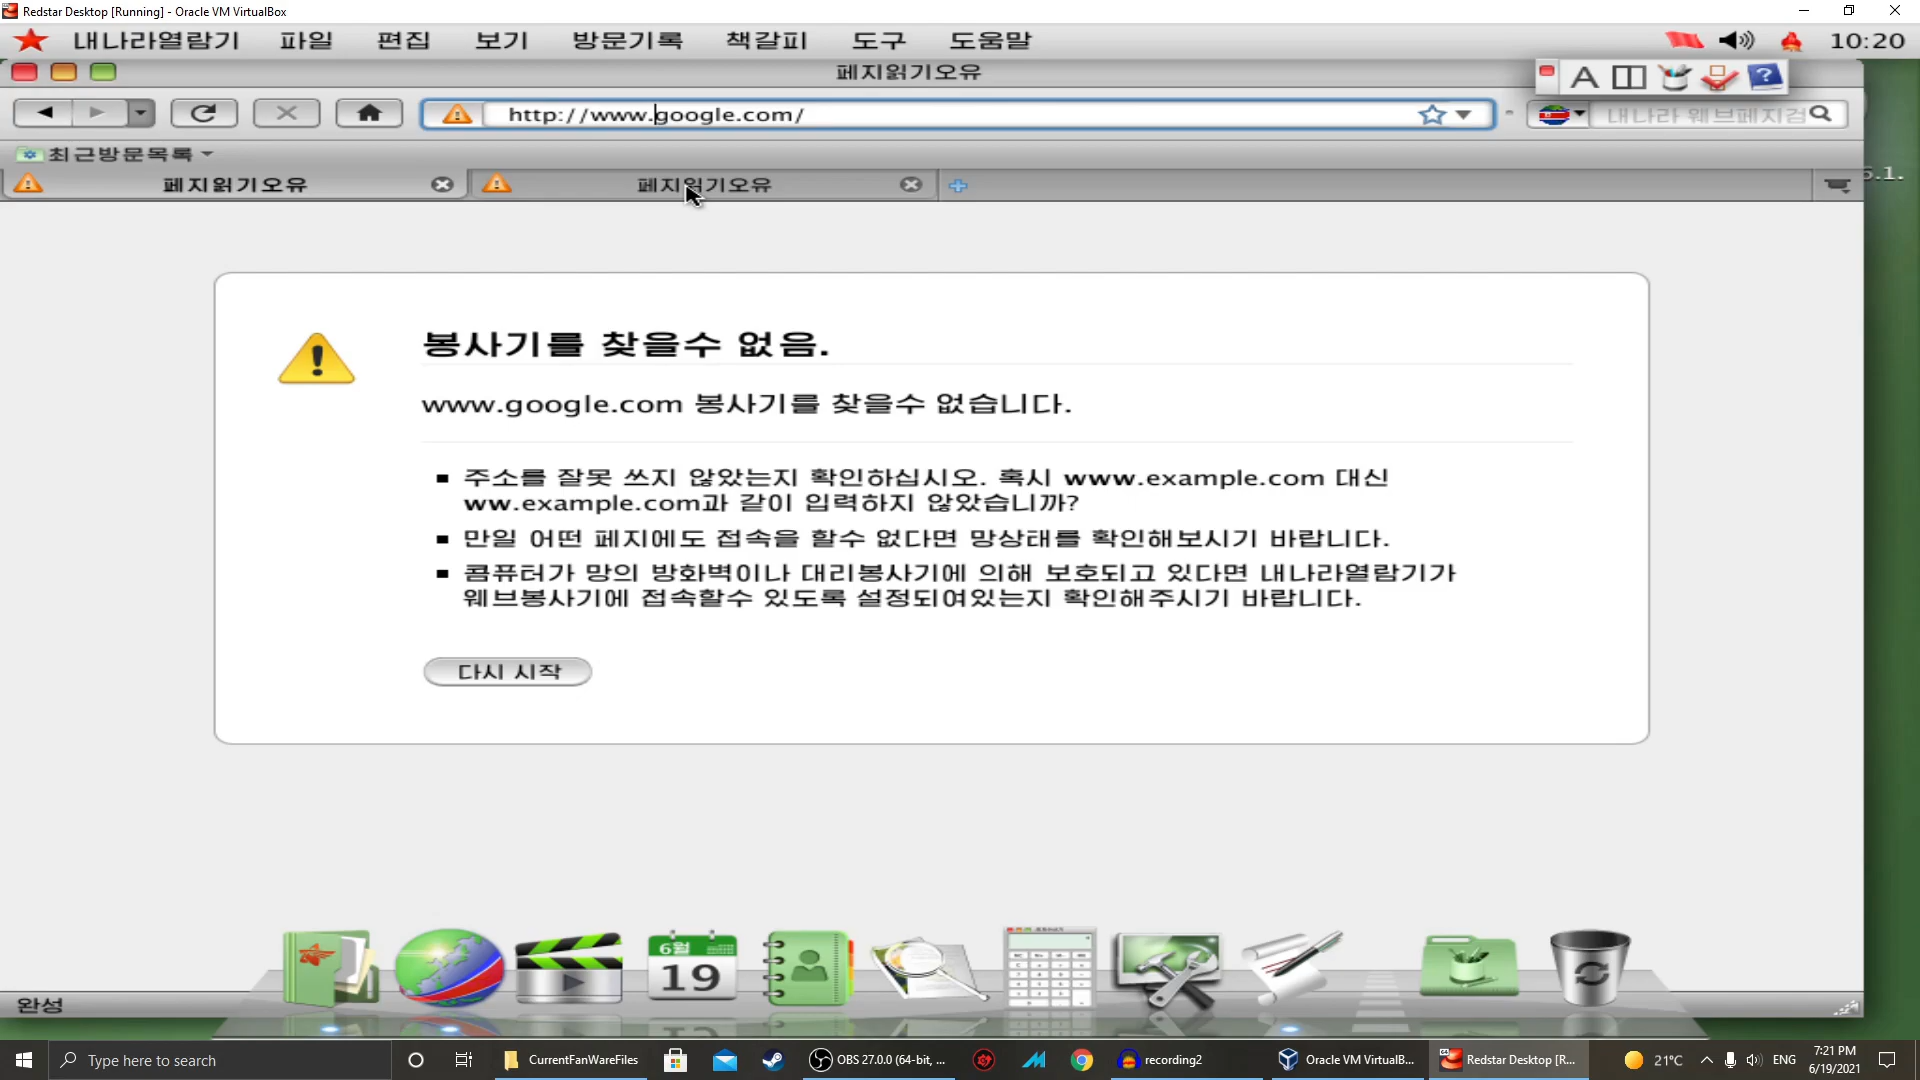 Redstar Desktop [Running] - Oracle VM VirtualBox
내나라열람기 파일 편집 보기 방문기록 책갈피 도구 도움말 10:20
페지읽기오유
http://www.google.com/
내나라 웨브페지검
최근방문목록
페지읽기오유 페지읽기오유
5.1.
봉사기를 찾을수 없음.
www.google.com 봉사기를 찾을수 없습니다.
주소를 잘못 쓰지 않았는지 확인하십시오. 혹시 www.example.com 대신
ww.example.com과 같이 입력하지 않았습니까?
만일 어떤 페지에도 접속을 할수 없다면 망상태를 확인해보시기 바랍니다.
콤퓨터가 망의 방화벽이나 대리봉사기에 의해 보호되고 있다면 내나라열람기가
웨브봉사기에 접속할수 있도록 설정되여있는지 확인해주시기 바랍니다.
다시 시작
6월
19
완성
Type here to search
CurrentFanWareFiles
OBS 27.0.0 (64-bit, ...
recording2
Oracle VM VirtualB...
Redstar Desktop [R...
21°C
ENG
7:21 PM
6/19/2021